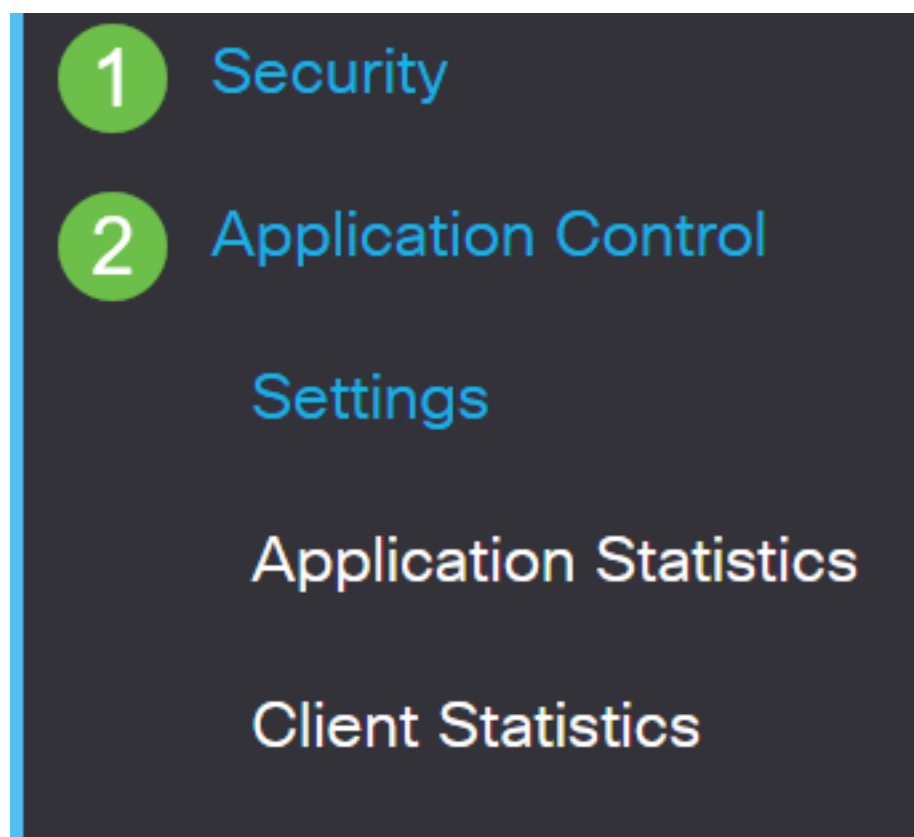 1 Security
2 Application Control
Settings
Application Statistics
Client Statistics